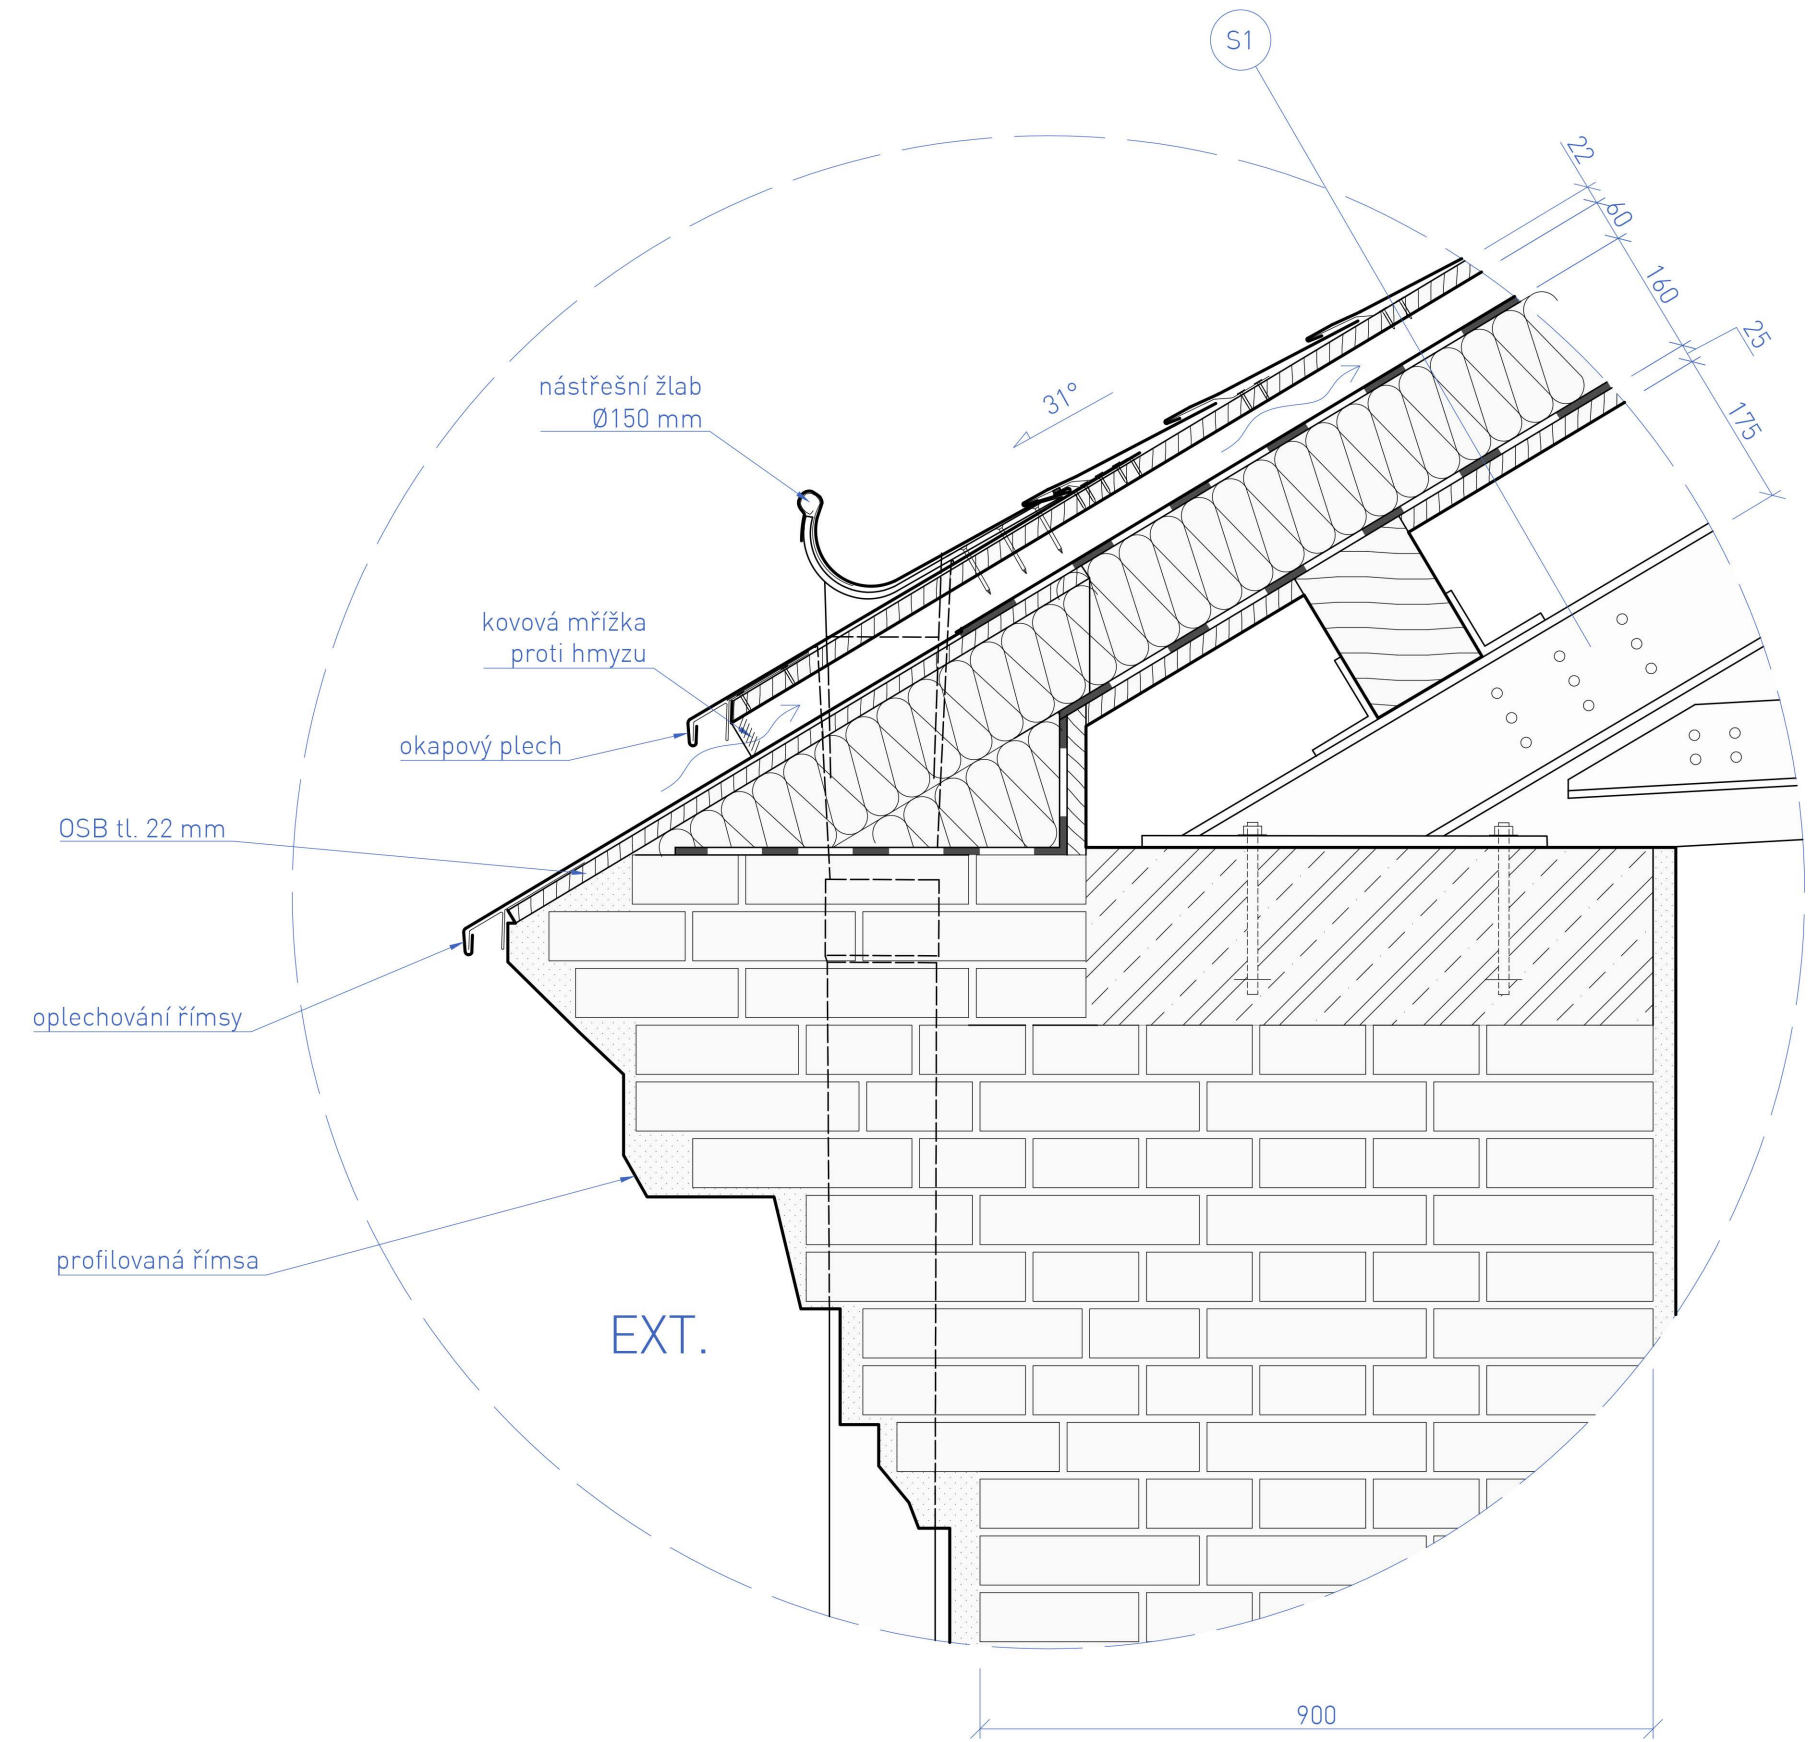 S1
22
60
160
25
175
31°
nástřešní žlab
Ø150 mm
kovová mřížka
proti hmyzu
okapový plech
OSB tl. 22 mm
oplechování římsy
profilovaná římsa
EXT.
900